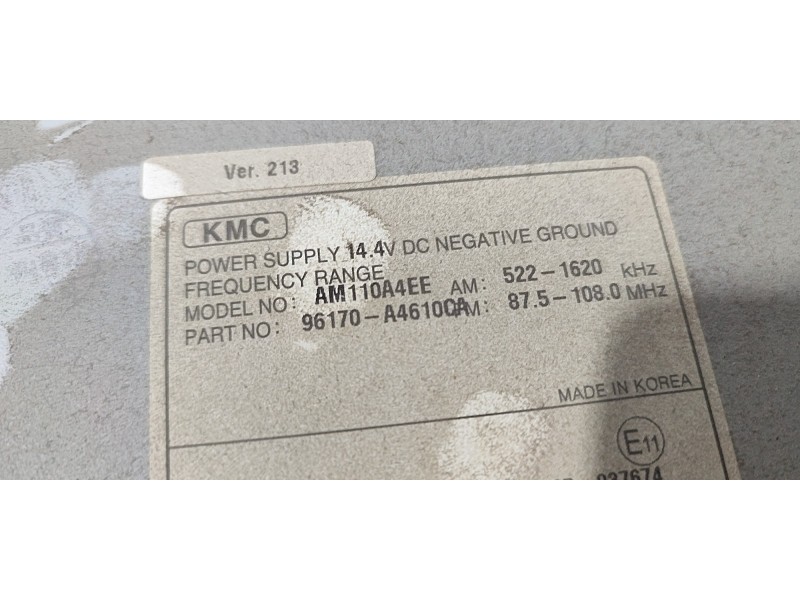 Ver. 213
KMC
POWER SUPPLY 14.4V DC NEGATIVE GROUND
FREQUENCY RANGE AM: 522-1620 kHz
MODEL NO: AM110A4EE
PART NO: 96170-A4610CA M: 87.5-108.0 MHz
MADE IN KOREA
E11
037674